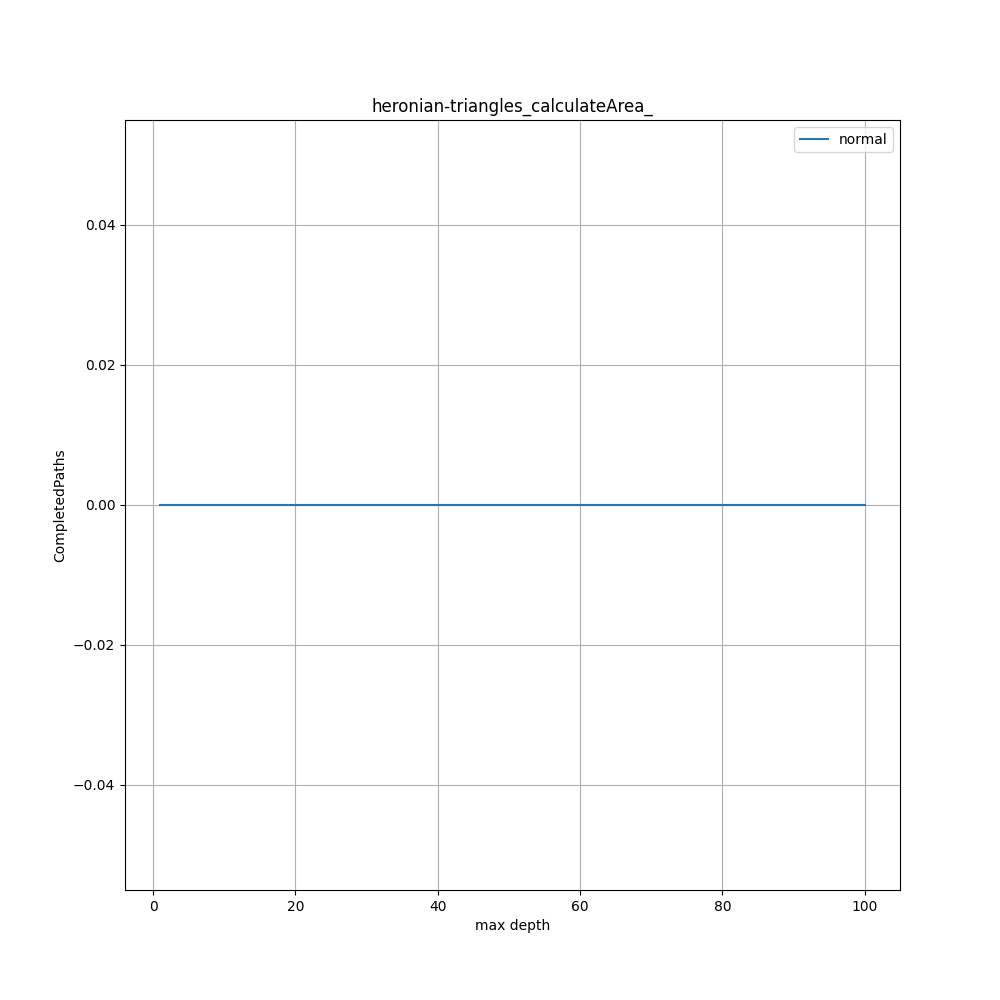 heronian-triangles_calculateArea_
normal
0.04
0.02
0.00
−0.02
−0.04
CompletedPaths
0 20 40 60 80 100
max depth